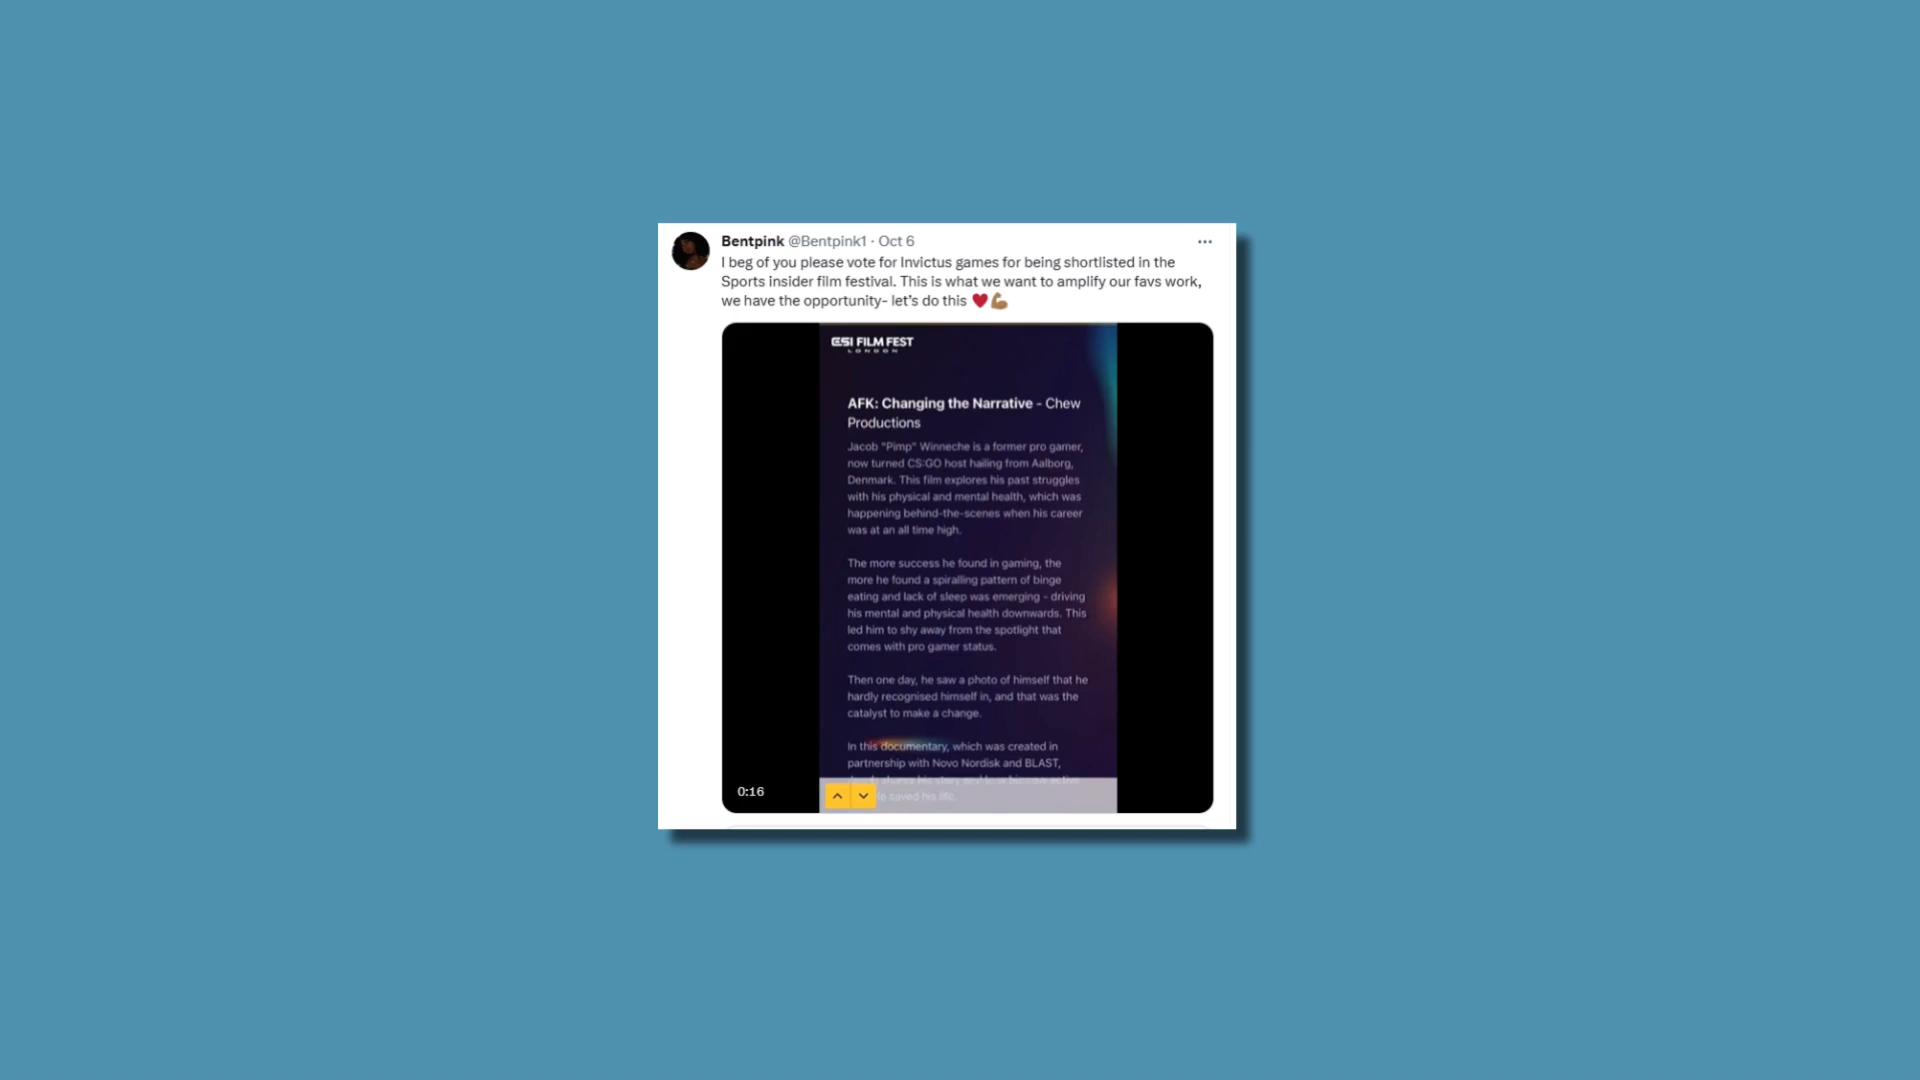 Bentpink @Bentpink1 · Oct 6
I beg of you please vote for Invictus games for being shortlisted in the
Sports insider film festival. This is what we want to amplify our favs work,
we have the opportunity- let's do this ❤️💪🏽
CSI FILM FEST
LONDON
AFK: Changing the Narrative - Chew
Productions
Jacob "Pimp" Winneche is a former pro gamer,
now turned CS:GO host hailing from Aalborg,
Denmark. This film explores his past struggles
with his physical and mental health, which was
happening behind-the-scenes when his career
was at an all time high.
The more success he found in gaming, the
more he found a spiralling pattern of binge
eating and lack of sleep was emerging - driving
his mental and physical health downwards. This
led him to shy away from the spotlight that
comes with pro gamer status.
Then one day, he saw a photo of himself that he
hardly recognised himself in, and that was the
catalyst to make a change.
In this documentary, which was created in
partnership with Novo Nordisk and BLAST,
saved his life.
0:16